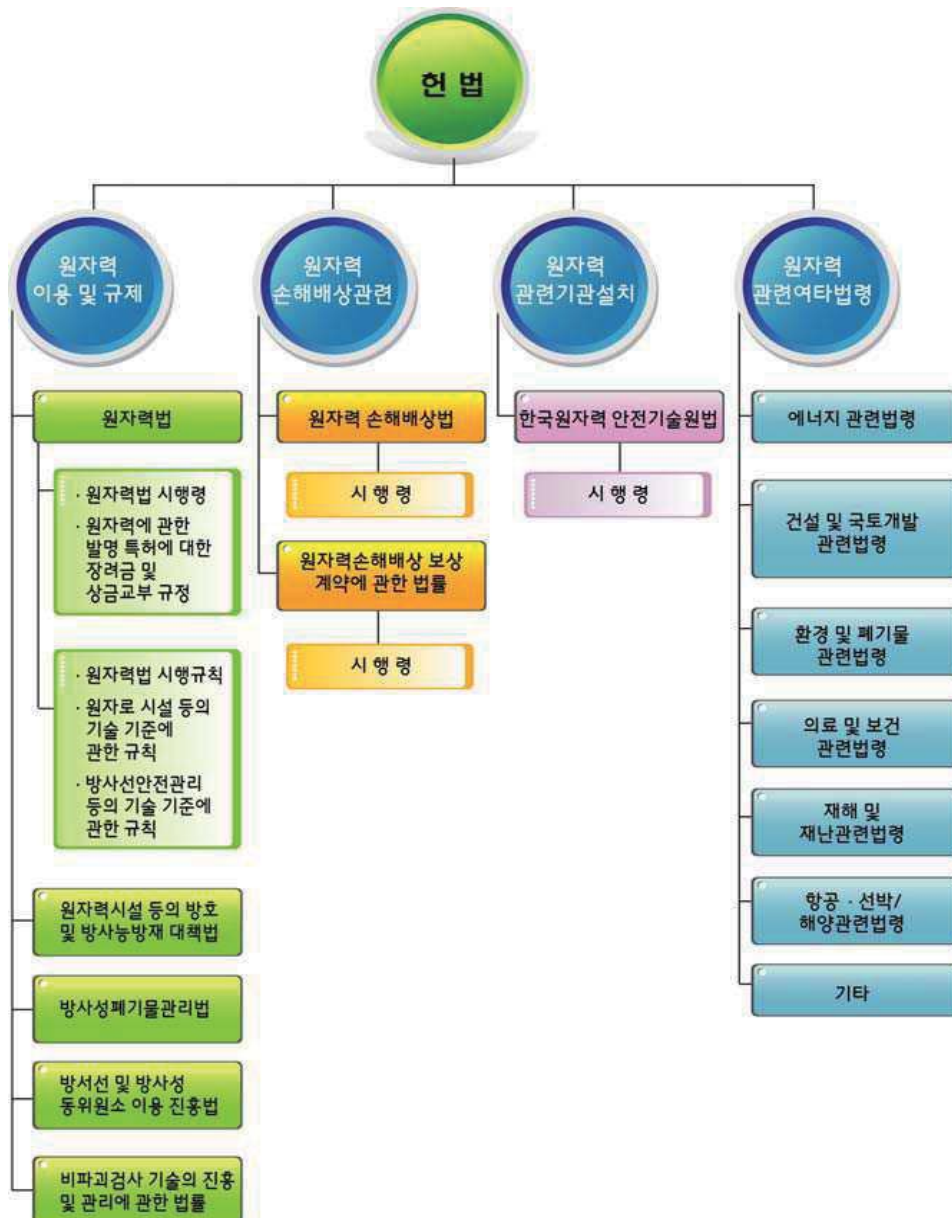 헌 법
원자력
이용 및 규제
원자력법
· 원자력법 시행령
· 원자력에 관한
발명 특허에 대한
장려금 및
상금교부 규정
· 원자력법 시행규칙
· 원자로 시설 등의
기술 기준에
관한 규칙
· 방사선안전관리
등의 기술 기준에
관한 규칙
원자력시설 등의 방호
및 방사능방재 대책법
방사성폐기물관리법
방서선 및 방사성
동위원소 이용 진흥법
비파괴검사 기술의 진흥
및 관리에 관한 법률
원자력
손해배상관련
원자력 손해배상법
시 행 령
원자력손해배상 보상
계약에 관한 법률
시 행 령
원자력
관련기관설치
한국원자력 안전기술원법
시 행 령
원자력
관련여타법령
에너지 관련법령
건설 및 국토개발
관련법령
환경 및 폐기물
관련법령
의료 및 보건
관련법령
재해 및
재난관련법령
항공 · 선박/
해양관련법령
기타